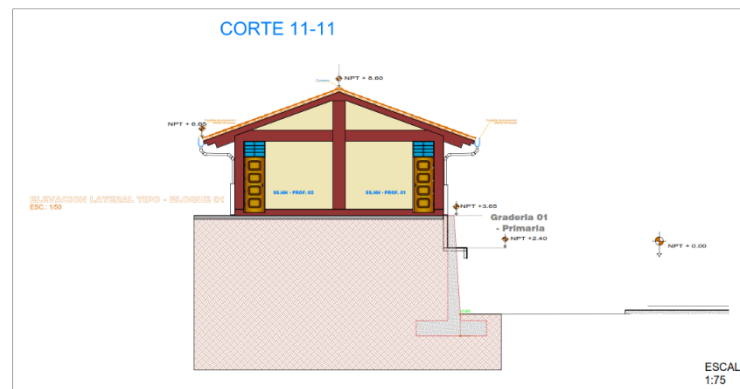 CORTE 11-11
NPT + 8.60
NPT + 6.85
SS.HH - PROF. 02
SS.HH - PROF. 01
ELEVACION LATERAL TIPO - BLOQUE 01
ESC.: 1/50
NPT +3.65
Graderia 01
- Primaria
NPT +2.40
NPT + 0.00
ESCAL
1:75